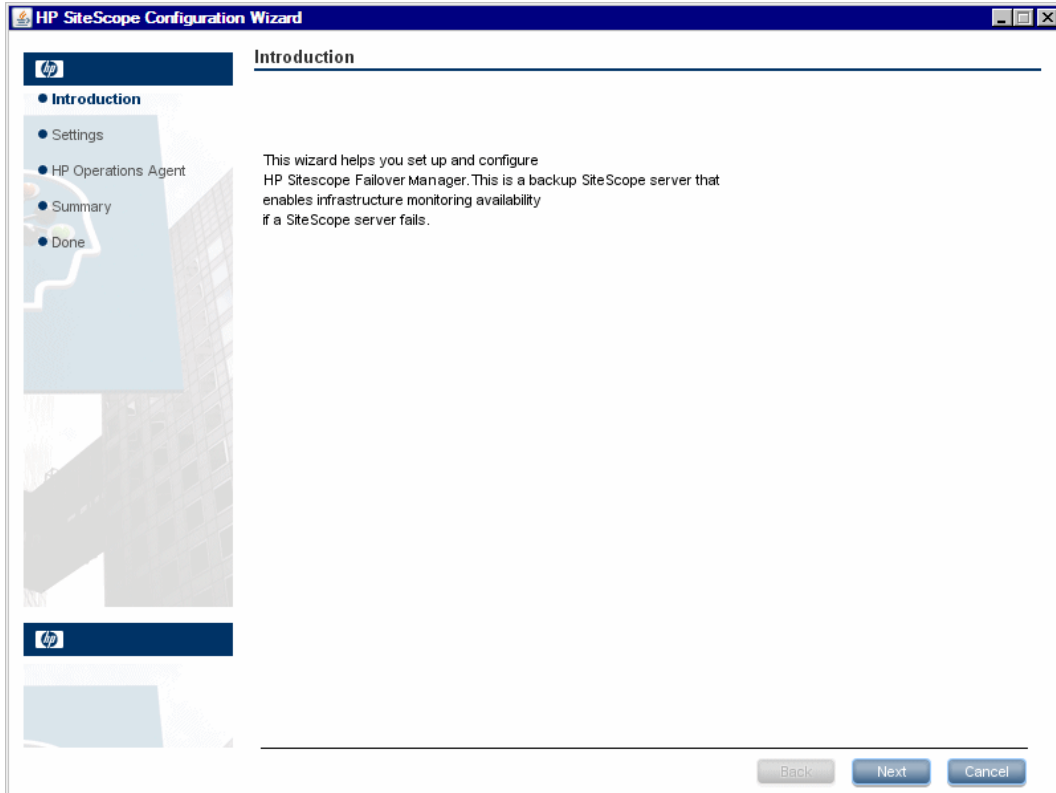 HP SiteScope Configuration Wizard
hp
Introduction
Settings
HP Operations Agent
Summary
Done
hp
Introduction
This wizard helps you set up and configure
HP Sitescope Failover Manager.This is a backup SiteScope server that
enables infrastructure monitoring availability
if a SiteScope server fails.
Back
Next
Cancel